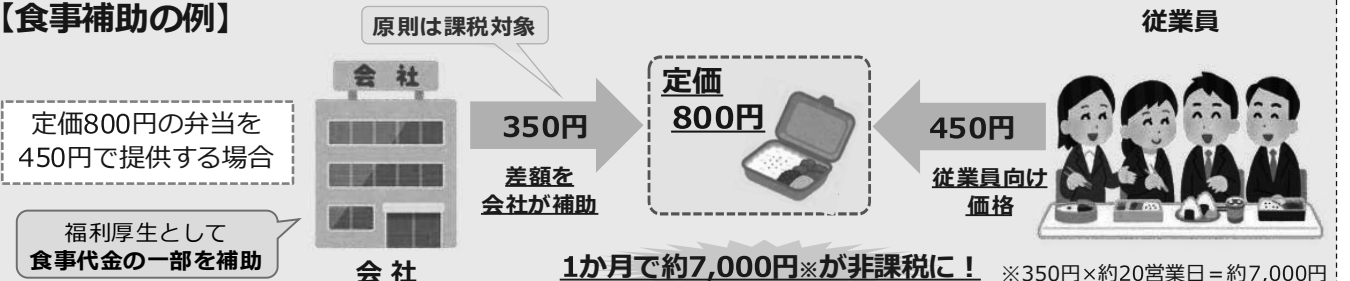 【食事補助の例】
原則は課税対象
従業員
会 社
定価
800円
定価800円の弁当を
450円で提供する場合
350円
450円
差額を
会社が補助
従業員向け
価格
福利厚生として
食事代金の一部を補助
会 社
1か月で約7,000円※が非課税に！
※350円×約20営業日＝約7,000円